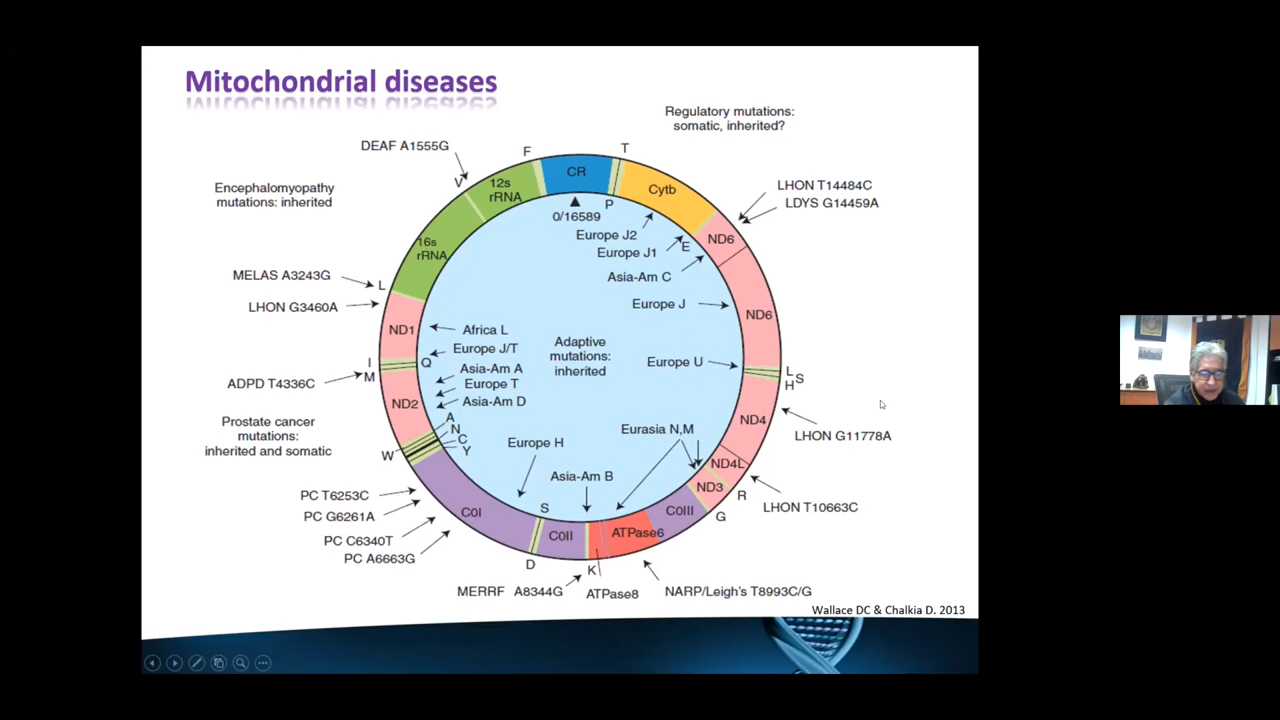 Mitochondrial diseases
Regulatory mutations:
somatic, inherited?
DEAF A1555G
F
T
CR
V
12s
rRNA
Cytb
P
0/16589
Encephalomyopathy
mutations: inherited
LHON T14484C
LDYS G14459A
Europe J2
Europe J1
E
ND6
16s
rRNA
Asia-Am C
MELAS A3243G
L
LHON G3460A
Europe J
ND6
ND1
Africa L
Adaptive
mutations:
inherited
Europe J/T
I
Q
M
Europe U
L
S
H
Asia-Am A
ADPD T4336C
Europe T
ND2
Asia-Am D
Prostate cancer
mutations:
inherited and somatic
A
N
C
Y
W
ND4
LHON G11778A
Eurasia N,M
Europe H
ND4L
Asia-Am B
ND3
R
PC T6253C
LHON T10663C
PC G6261A
G
S
COI
COIII
PC C6340T
COII
ATPase6
PC A6663G
D
K
MERRF A8344G
ATPase8
NARP/Leigh's T8993C/G
Wallace DC & Chalkia D. 2013